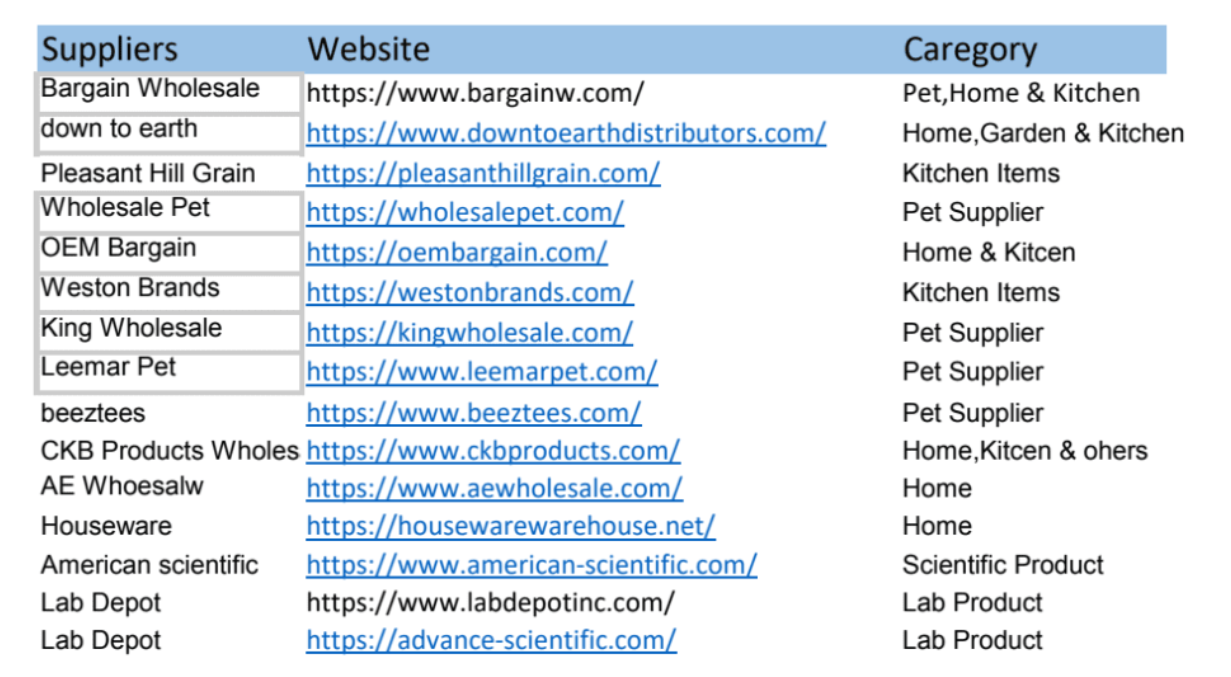 Suppliers Website Caregory
Bargain Wholesale https://www.bargainw.com/ Pet,Home & Kitchen
down to earth https://www.downtoearthdistributors.com/ Home,Garden & Kitchen
Pleasant Hill Grain https://pleasanthillgrain.com/ Kitchen Items
Wholesale Pet https://wholesalepet.com/ Pet Supplier
OEM Bargain https://oembargain.com/ Home & Kitcen
Weston Brands https://westonbrands.com/ Kitchen Items
King Wholesale https://kingwholesale.com/ Pet Supplier
Leemar Pet https://www.leemarpet.com/ Pet Supplier
beeztees https://www.beeztees.com/ Pet Supplier
CKB Products Wholes https://www.ckbproducts.com/ Home,Kitcen & ohers
AE Whoesalw https://www.aewholesale.com/ Home
Houseware https://housewarewarehouse.net/ Home
American scientific https://www.american-scientific.com/ Scientific Product
Lab Depot https://www.labdepotinc.com/ Lab Product
Lab Depot https://advance-scientific.com/ Lab Product